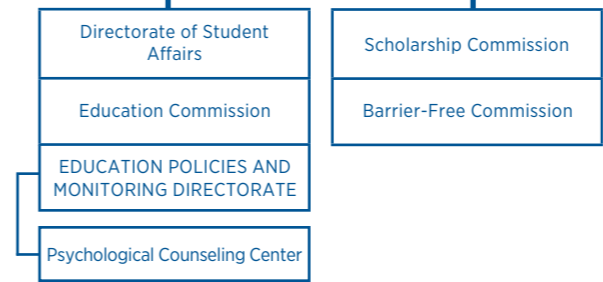 Directorate of Student
Affairs
Education Commission
EDUCATION POLICIES AND
MONITORING DIRECTORATE
Psychological Counseling Center
Scholarship Commission
Barrier-Free Commission